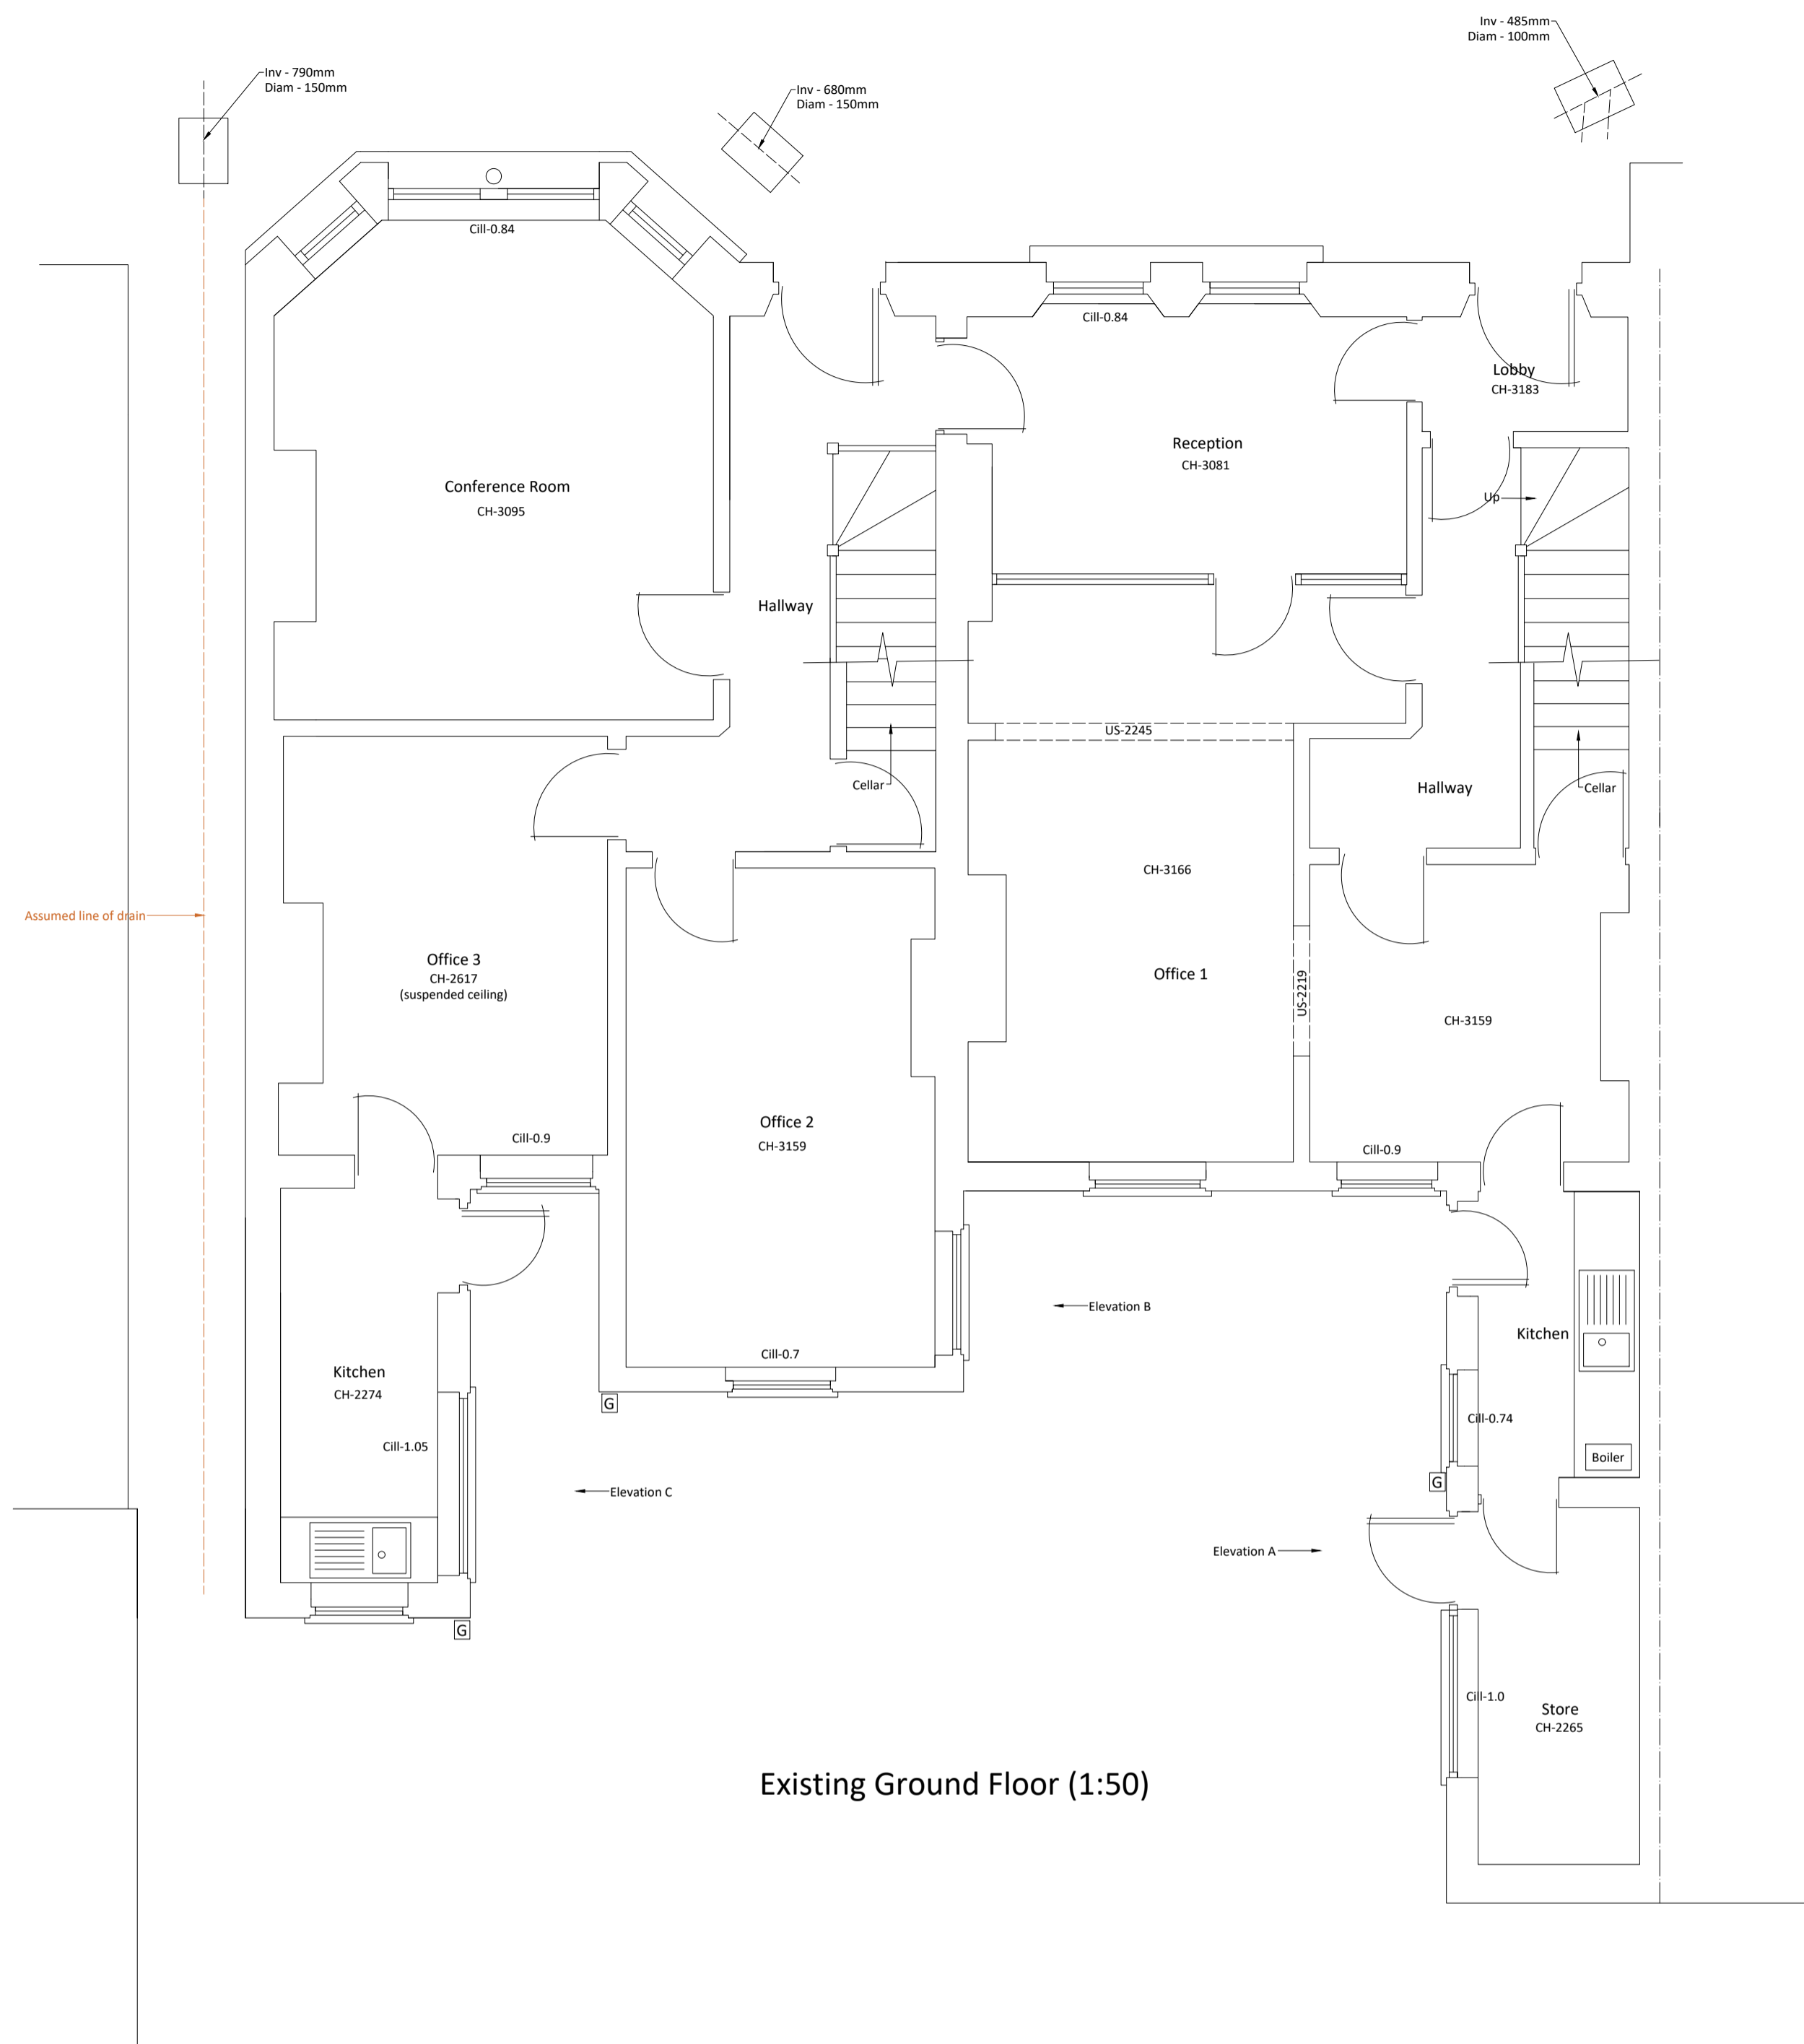 Inv - 485mm
Diam - 100mm
Inv - 790mm
Diam - 150mm
Inv - 680mm
Diam - 150mm
Cill-0.84
Cill-0.84
Lobby
CH-3183
Reception
CH-3081
Conference Room
CH-3095
Up
Hallway
US-2245
Cellar
Hallway
Cellar
CH-3166
Assumed line of drain
Office 3
CH-2617
(suspended ceiling)
Office 1
US-2219
CH-3159
Office 2
CH-3159
Cill-0.9
Cill-0.9
Elevation B
Kitchen
Cill-0.7
Kitchen
CH-2274
G
Cill-0.74
Cill-1.05
Boiler
G
Elevation C
Elevation A
G
Cill-1.0
Store
CH-2265
Existing Ground Floor (1:50)